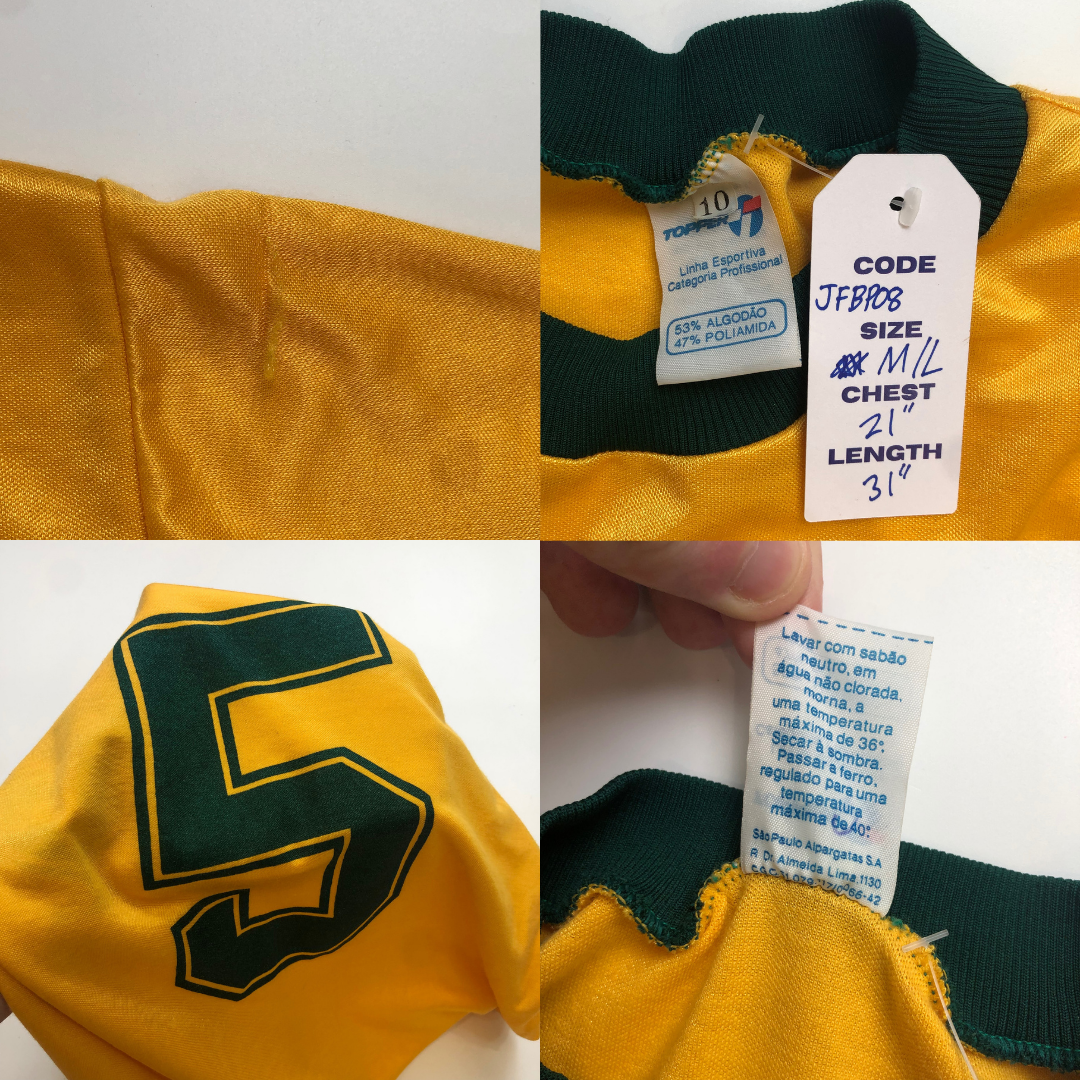 10
TOPPER
Linha Esportiva
Categoria Profissional
53% ALGODÃO
47% POLIAMIDA
CODE
JFBP08
SIZE
M/L
CHEST
21"
LENGTH
31"
5
Lavar com sabão
neutro, em
água não clorada,
morna, a
uma temperatura
máxima de 36°.
Secar à sombra.
Passar a ferro,
regulado para uma
temperatura
máxima de 40°.
São Paulo Alpargatas S.A
R. Dr. Almeida Lima, 1130